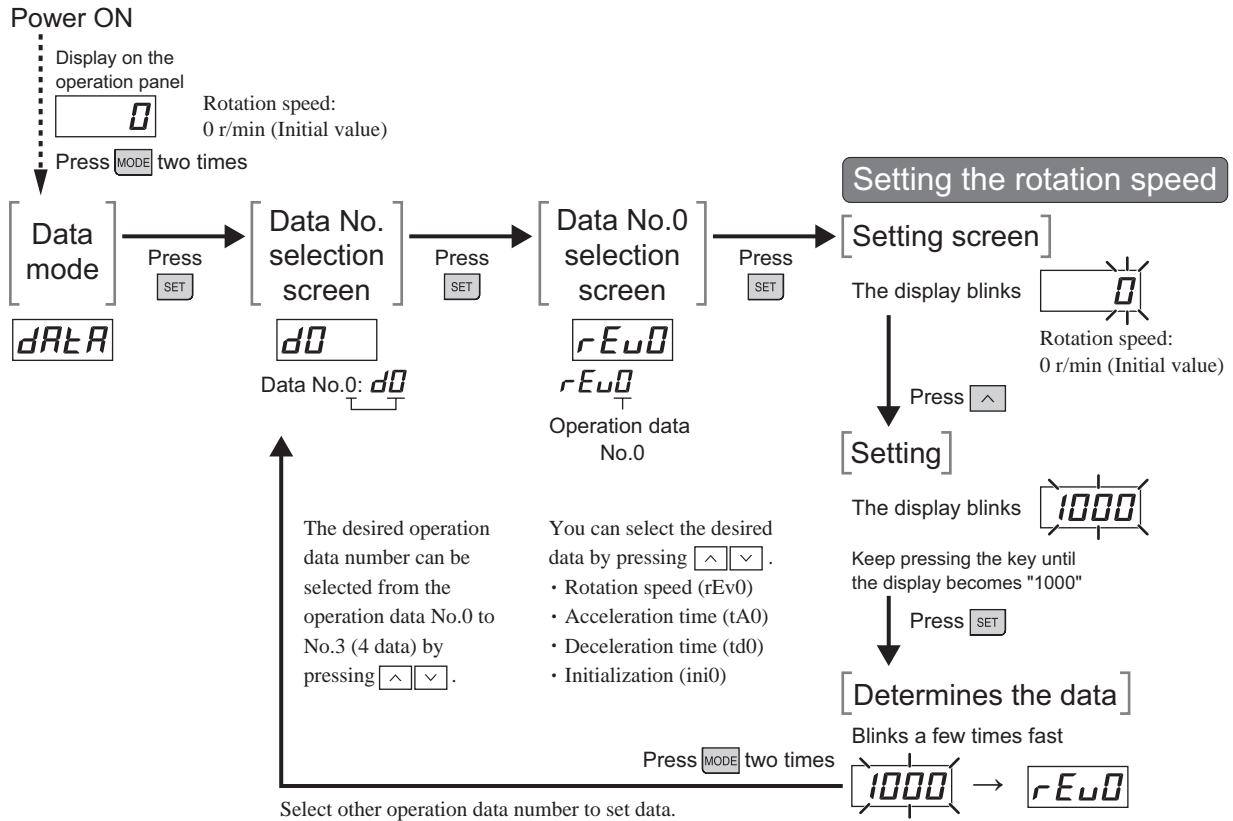 Power ON
Display on the
operation panel
0
Rotation speed:
0 r/min (Initial value)
Press MODE two times
Data
mode
dAtA
Press
SET
Data No.
selection
screen
d0
Data No.0: d0
Press
SET
Data No.0
selection
screen
rEv0
rEv0
Operation data
No.0
Press
SET
Setting the rotation speed
Setting screen
The display blinks
0
Rotation speed:
0 r/min (Initial value)
Press ^
Setting
The display blinks
1000
Keep pressing the key until
the display becomes "1000"
Press SET
Determines the data
Blinks a few times fast
1000 → rEv0
The desired operation
data number can be
selected from the
operation data No.0 to
No.3 (4 data) by
pressing ^ ˅ .
You can select the desired
data by pressing ^ ˅ .
・Rotation speed (rEv0)
・Acceleration time (tA0)
・Deceleration time (td0)
・Initialization (ini0)
Press MODE two times
Select other operation data number to set data.